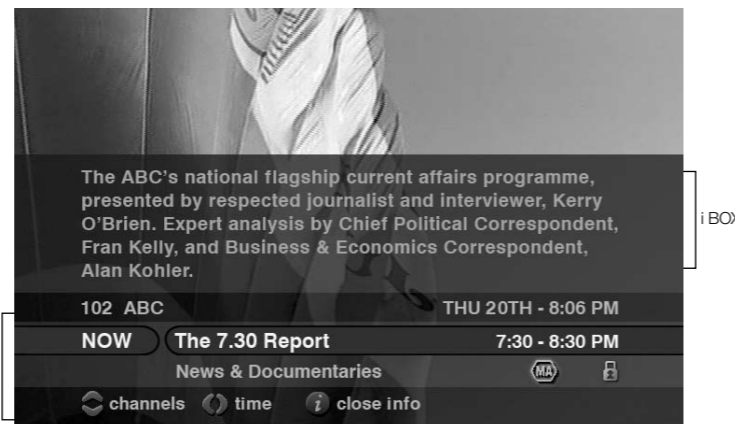 The ABC's national flagship current affairs programme,
presented by respected journalist and interviewer, Kerry
O'Brien. Expert analysis by Chief Political Correspondent,
Fran Kelly, and Business & Economics Correspondent,
Alan Kohler.
i BOX
102 ABC THU 20TH - 8:06 PM
NOW The 7.30 Report 7:30 - 8:30 PM
News & Documentaries MA
channels time i close info